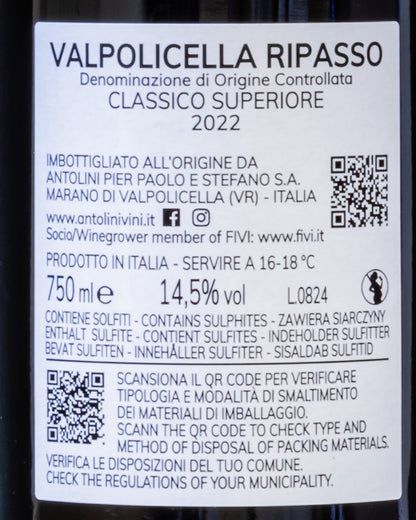 VALPOLICELLA RIPASSO
Denominazione di Origine Controllata
CLASSICO SUPERIORE
2022
IMBOTTIGLIATO ALL'ORIGINE DA
ANTOLINI PIER PAOLO E STEFANO S.A.
MARANO DI VALPOLICELLA (VR) - ITALIA
www.antolinivini.it
Socio/Winegrower member of FIVI: www.fivi.it
PRODOTTO IN ITALIA - SERVIRE A 16-18 °C
750 ml e 14,5% vol L.0824
CONTIENE SOLFITI - CONTAINS SULPHITES - ZAWIERA SIARCZYNY
ENTHALT SULFITE - CONTIENT SULFITES - INDEHOLDER SULFITTER
BEVAT SULFITEN - INNEHÅLLER SULFITER - SISALDAB SULFITID
SCANSIONA IL QR CODE PER VERIFICARE
TIPOLOGIA E MODALITÀ DI SMALTIMENTO
DEI MATERIALI DI IMBALLAGGIO.
SCANN THE QR CODE TO CHECK TYPE AND
METHOD OF DISPOSAL OF PACKING MATERIALS.
VERIFICA LE DISPOSIZIONI DEL TUO COMUNE.
CHECK THE REGULATIONS OF YOUR MUNICIPALITY.